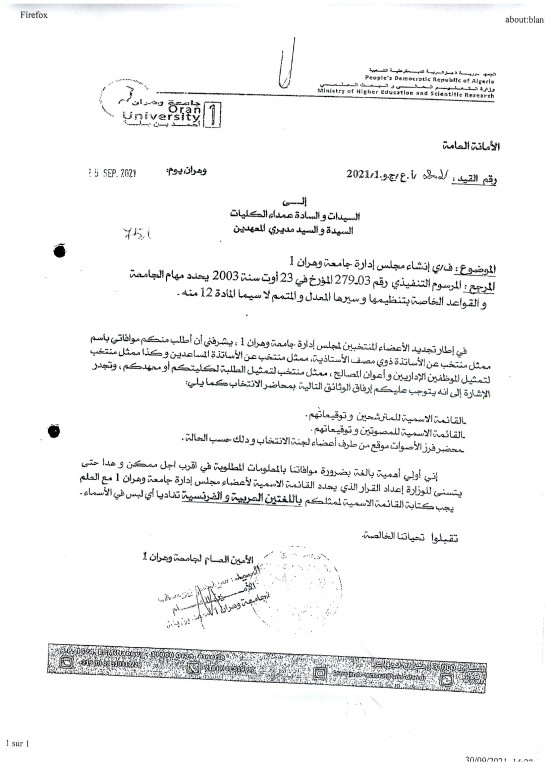 Firefox
about:blan
الجمهورية الجزائرية الديمقراطية الشعبية
People's Democratic Republic of Algeria
وزارة التعليم العالي و البحث العلمي
Ministry of Higher Education and Scientific Research
جامعة وهران 1
Oran
University
أحمد بن بلة
الأمانة العامة
رقم القيد : /أ.ع/ج.و.2021/1
وهران/يوم: SEP. 2021
إلــى
السيدات و السادة عمداء الكليات
السيدة و السيد مديري المعهدين
الموضوع : ف/ي إنشاء مجلس إدارة جامعة وهران 1
المرجع : المرسوم التنفيذي رقم 03ـ279 المؤرخ في 23 أوت سنة 2003 يحدد مهام الجامعة
و القواعد الخاصة بتنظيمها و سيرها المعدل و المتمم لا سيما المادة 12 منه .
في إطار تجديد الأعضاء المنتخبين لمجلس إدارة جامعة وهران 1 ، يشرفني أن أطلب منكم موافاتي باسم
ممثل منتخب عن الأساتذة ذوي مصف الأستاذية، ممثل منتخب عن الأساتذة المساعدين وكذا ممثل منتخب
لتمثيل الموظفين الإداريين و أعوان المصالح ، ممثل منتخب لتمثيل الطلبة لكليتكم أو معهدكم ، وتجدر
الإشارة إلى انه يتوجب عليكم إرفاق الوثائق التالية بمحاضر الانتخاب كما يلي:
ـ القائمة الاسمية للمترشحين و توقيعاتهم.
ـ القائمة الاسمية للمصوتين و توقيعاتهم .
ـ محضر فرز الأصوات موقع من طرف أعضاء لجنة الانتخاب و ذلك حسب الحالة.
إني أولي أهمية بالغة بضرورة موافاتنا بالمعلومات المطلوبة في اقرب اجل ممكن و هذا حتى
يتسنى للوزارة إعداد القرار الذي يحدد القائمة الاسمية لأعضاء مجلس إدارة جامعة وهران 1 مع العلم
يجب كتابة القائمة الاسمية لممثلكم باللغتين العربية و الفرنسية تفاديا أي لبس في الأسماء.
تقبلوا تحياتنا الخالصة.
الأمين العام لجامعة وهران 1
1 sur 1
30/09/2021